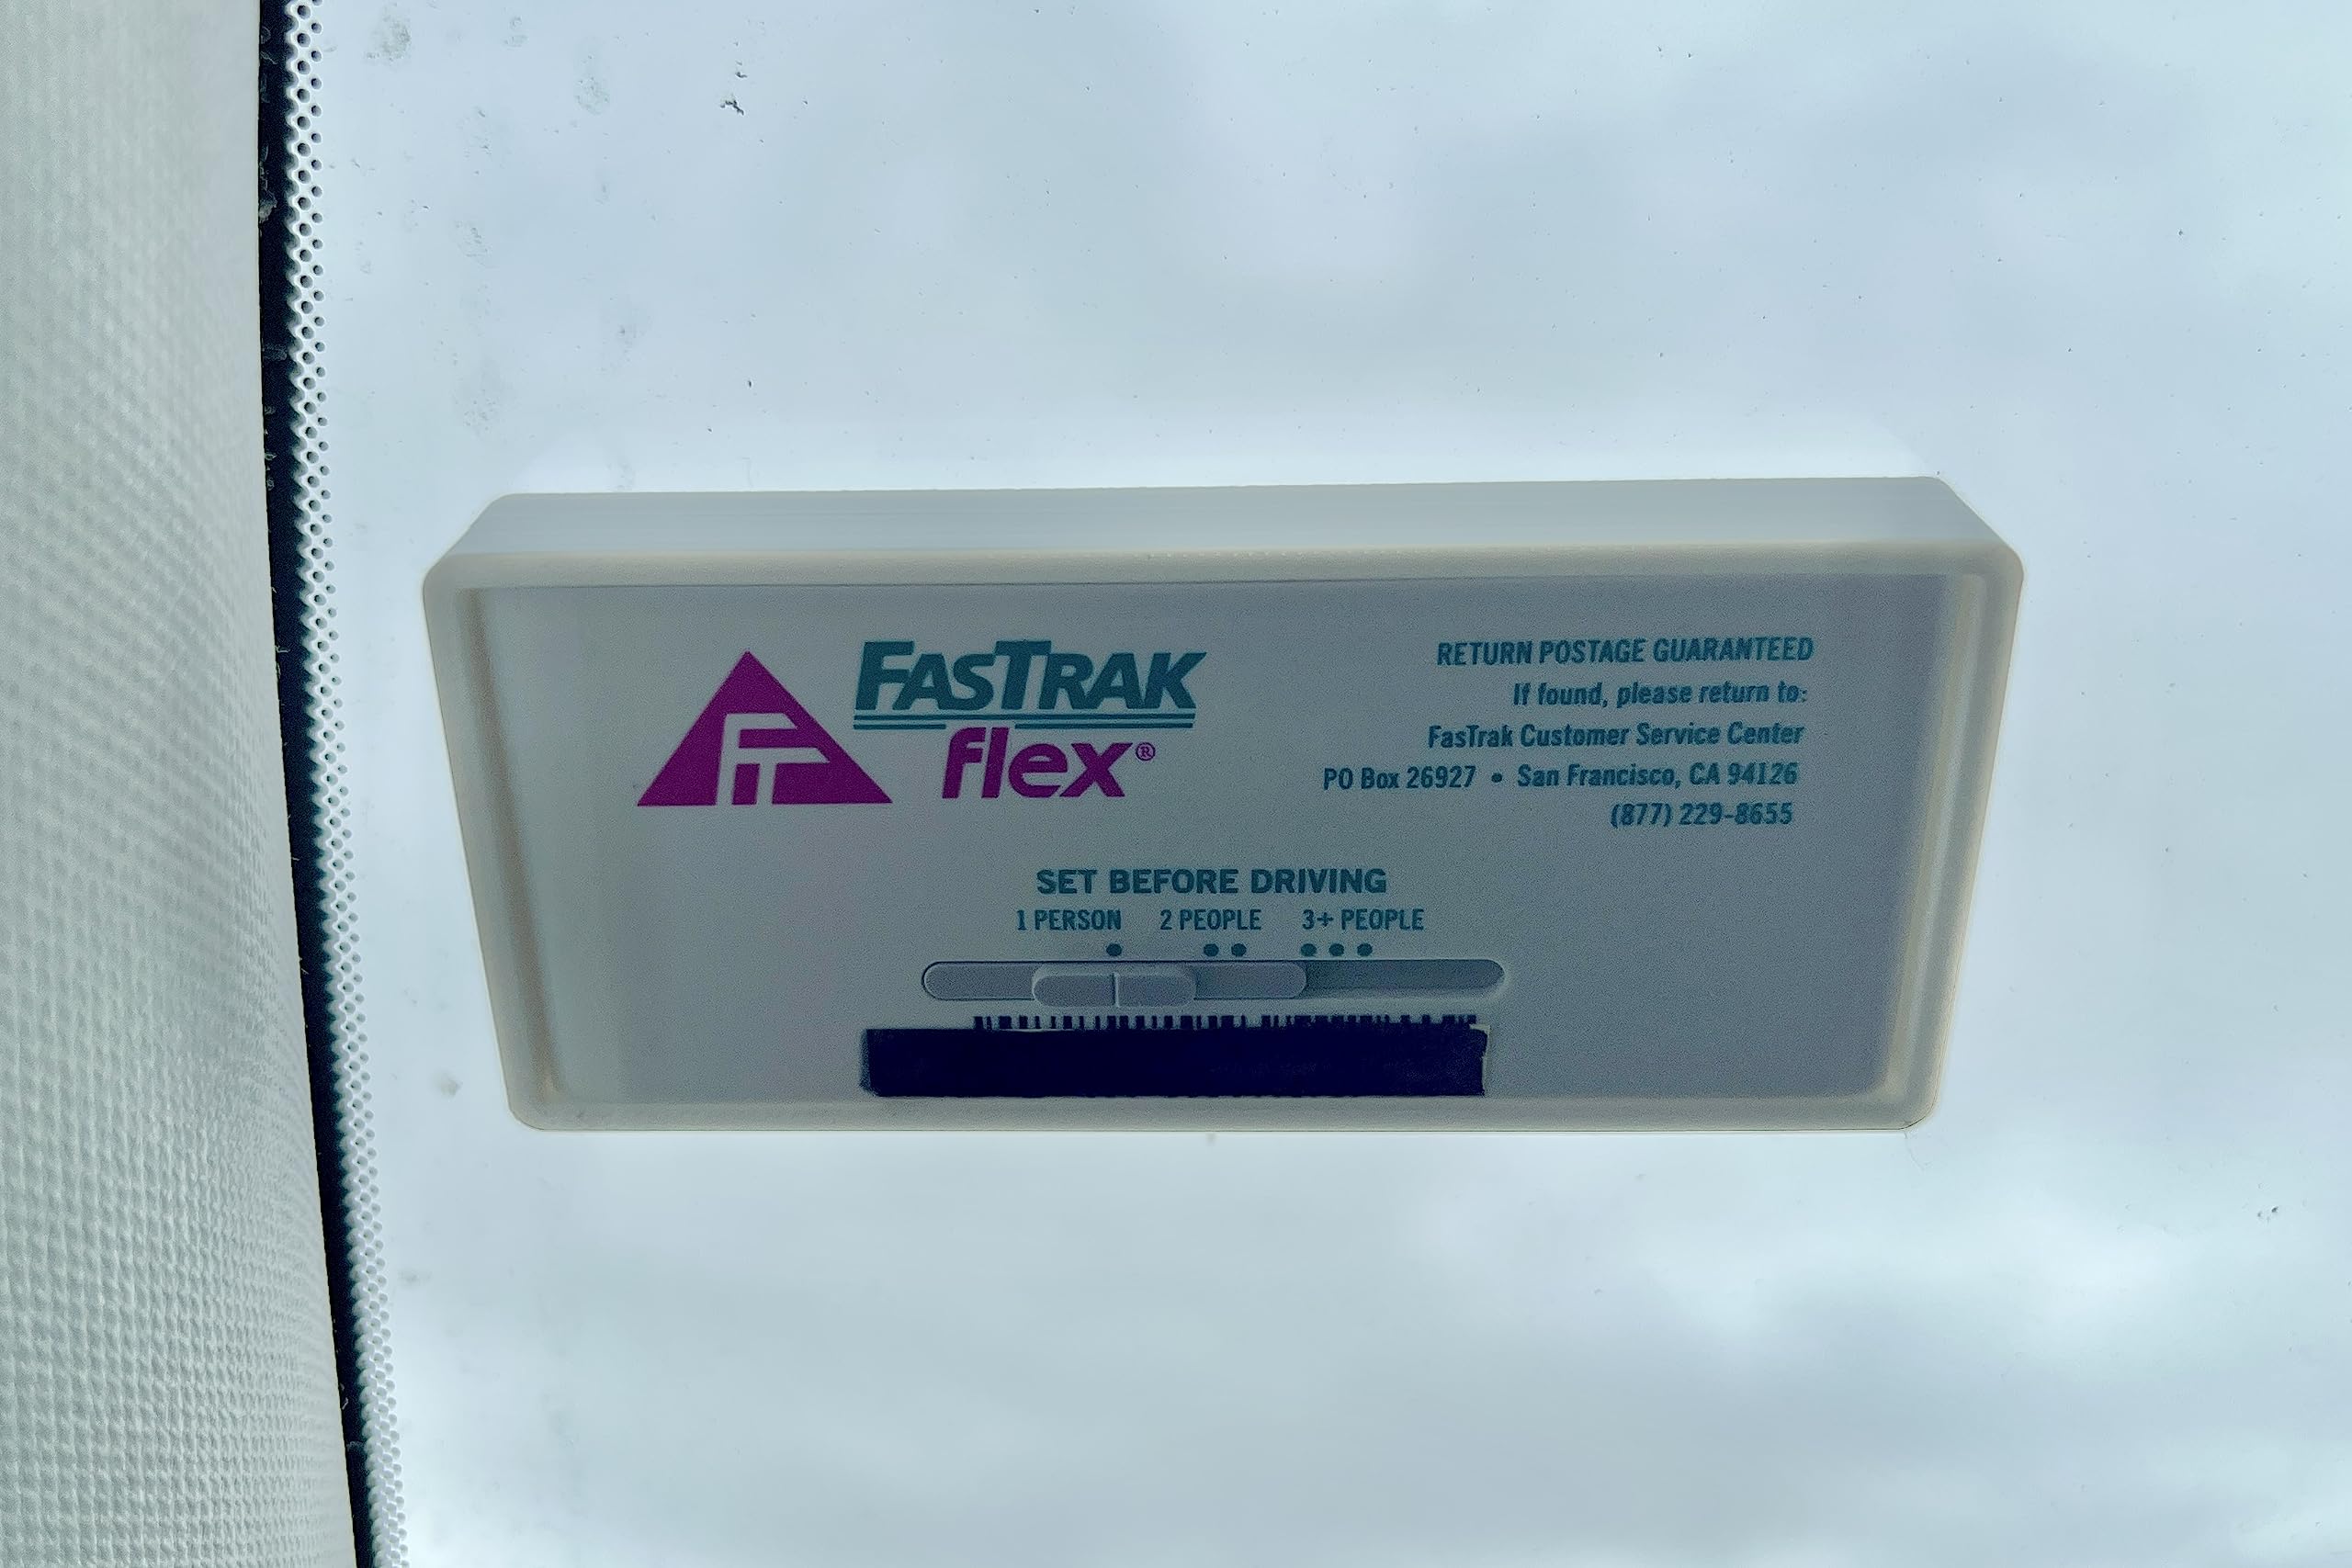 FT
FASTRAK
flex®
RETURN POSTAGE GUARANTEED
If found, please return to:
FasTrak Customer Service Center
PO Box 26927 • San Francisco, CA 94126
(877) 229-8655
SET BEFORE DRIVING
1 PERSON 2 PEOPLE 3+ PEOPLE